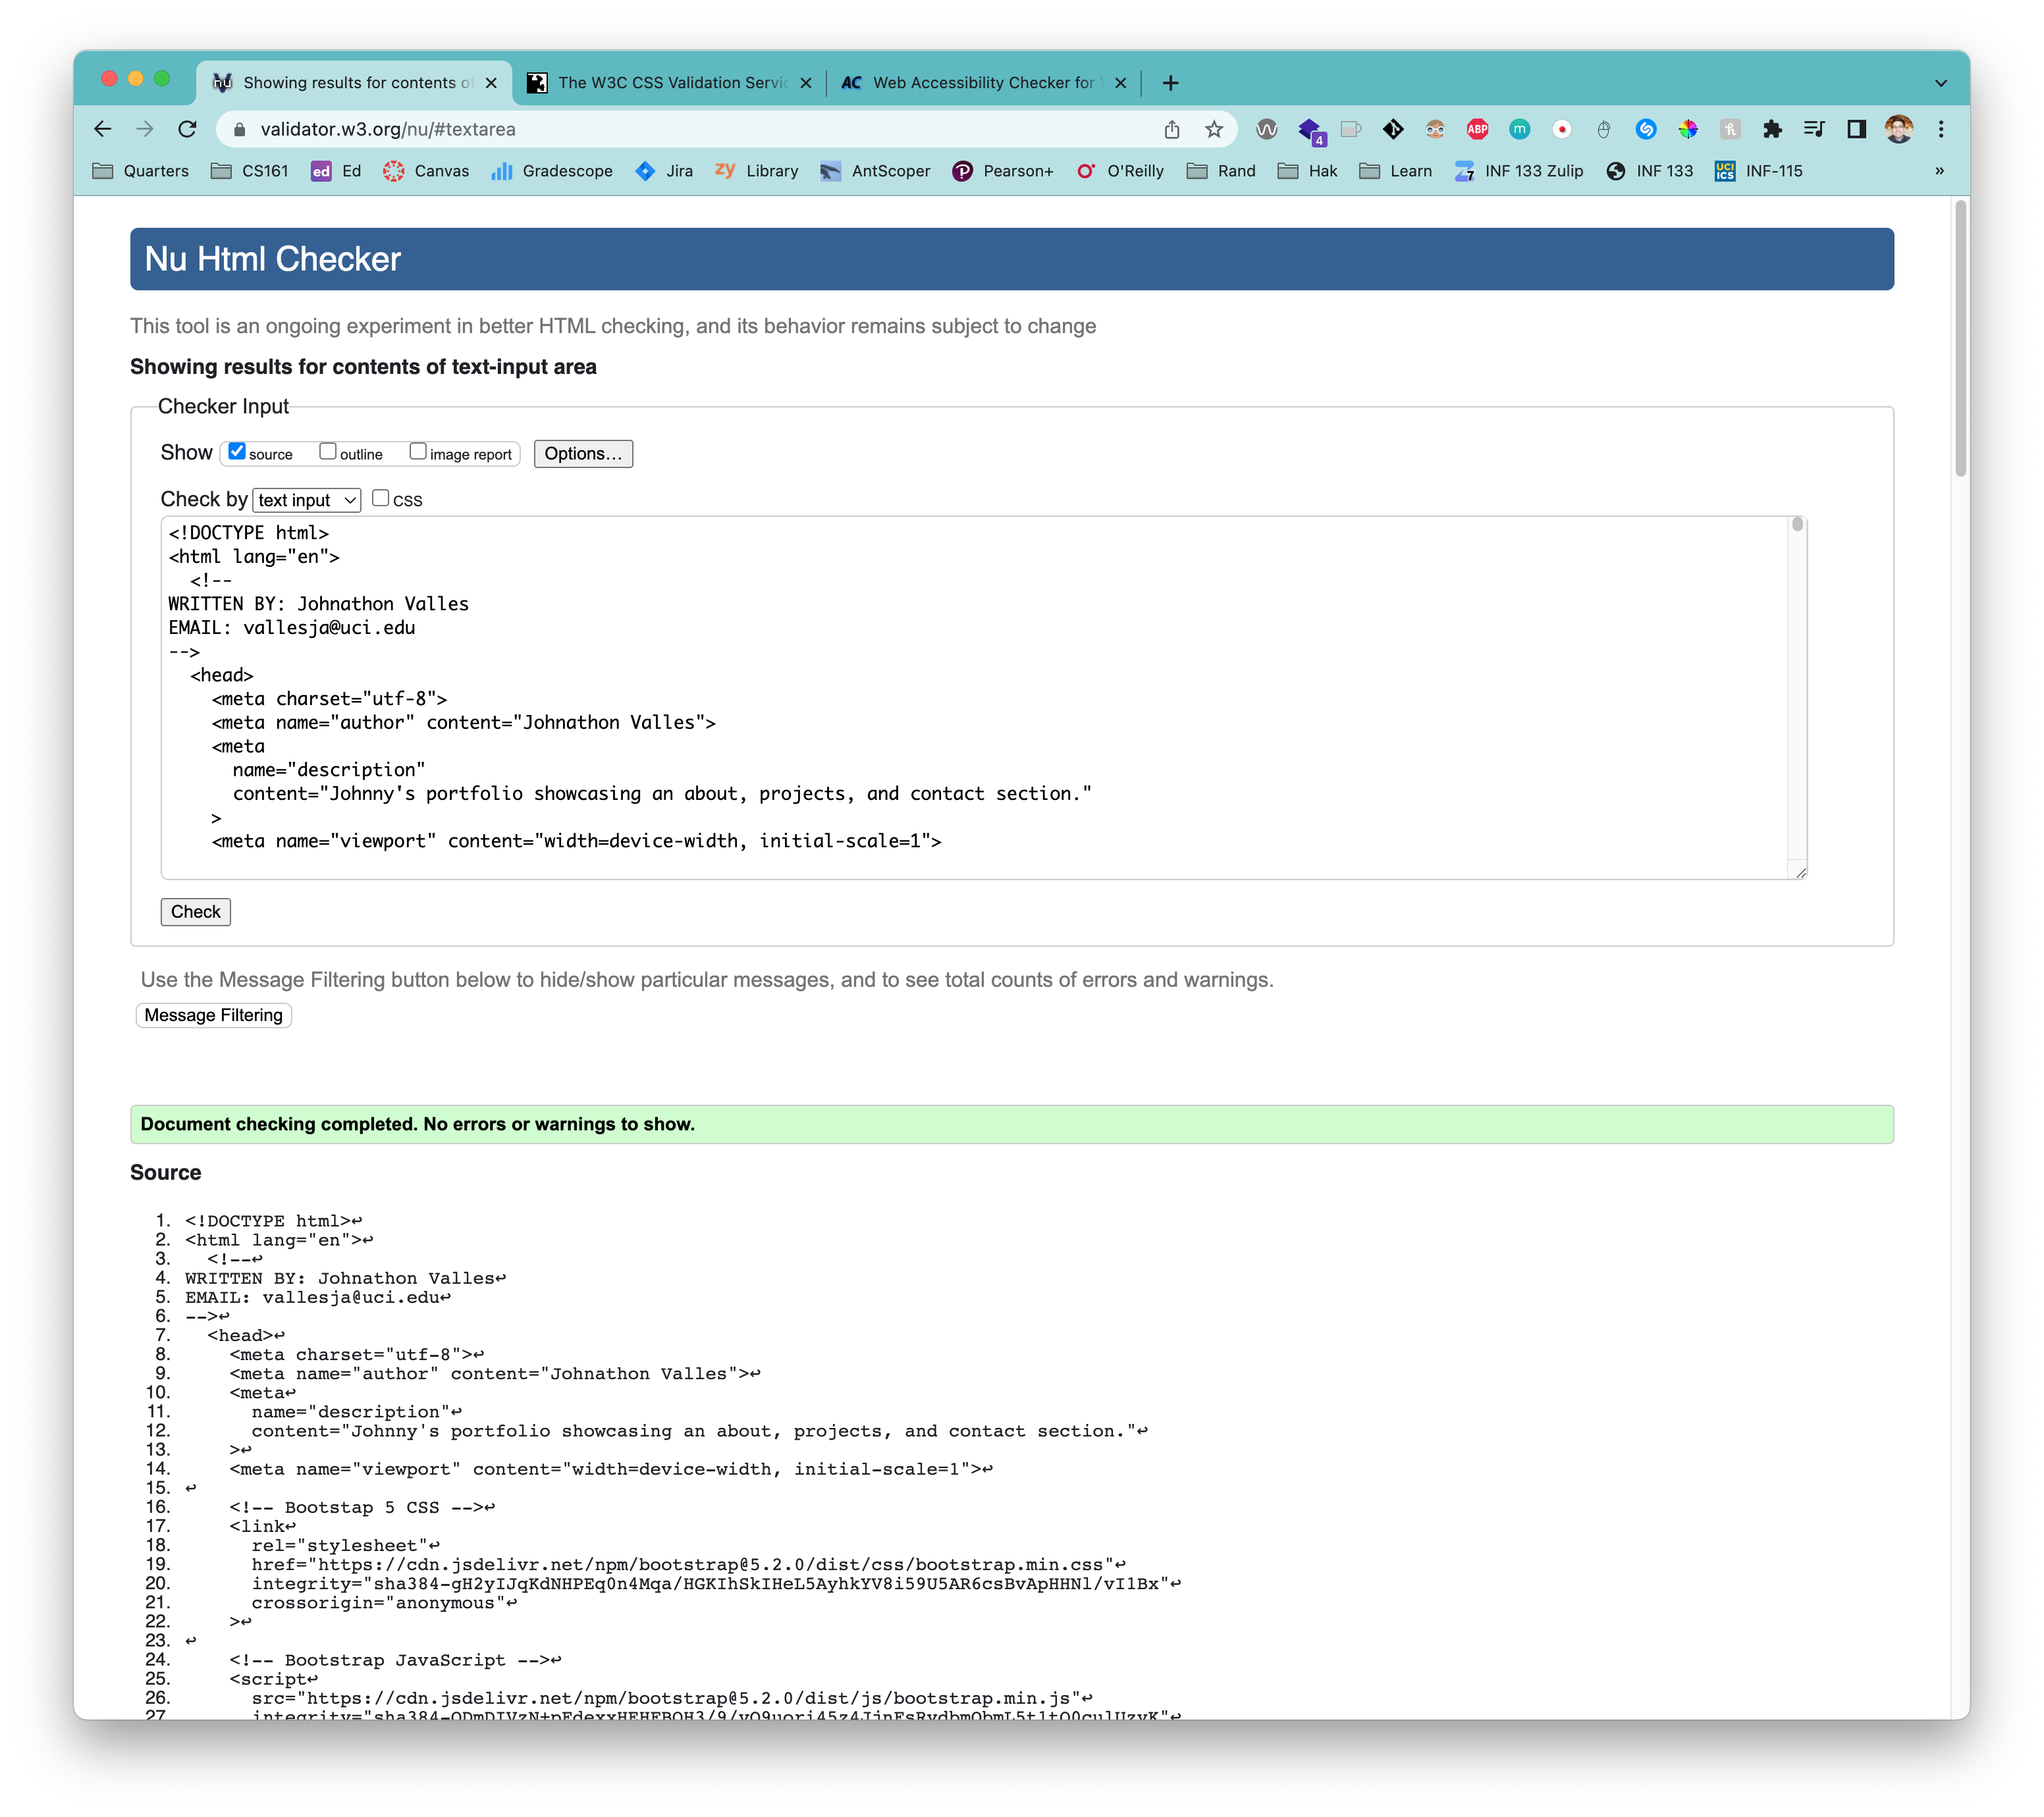 Showing results for contents of
The W3C CSS Validation Servic
AC Web Accessibility Checker for
validator.w3.org/nu/#textarea
4 ABP m h
Quarters CS161 ed Ed Canvas Gradescope Jira zy Library AntScoper Pearson+ O'Reilly Rand Hak Learn INF 133 Zulip INF 133 UCI ICS INF-115 »
Nu Html Checker
This tool is an ongoing experiment in better HTML checking, and its behavior remains subject to change
Showing results for contents of text-input area
Checker Input
Show source outline image report Options...
Check by text input CSS
<!DOCTYPE html>
<html lang="en">
<!--
WRITTEN BY: Johnathon Valles
EMAIL: vallesja@uci.edu
-->
<head>
<meta charset="utf-8">
<meta name="author" content="Johnathon Valles">
<meta
name="description"
content="Johnny's portfolio showcasing an about, projects, and contact section."
>
<meta name="viewport" content="width=device-width, initial-scale=1">
Check
Use the Message Filtering button below to hide/show particular messages, and to see total counts of errors and warnings.
Message Filtering
Document checking completed. No errors or warnings to show.
Source
1. <!DOCTYPE html>↩
2. <html lang="en">↩
3. <!--↩
4. WRITTEN BY: Johnathon Valles↩
5. EMAIL: vallesja@uci.edu↩
6. -->↩
7. <head>↩
8. <meta charset="utf-8">↩
9. <meta name="author" content="Johnathon Valles">↩
10. <meta↩
11. name="description"↩
12. content="Johnny's portfolio showcasing an about, projects, and contact section."↩
13. >↩
14. <meta name="viewport" content="width=device-width, initial-scale=1">↩
15. ↩
16. <!-- Bootstap 5 CSS -->↩
17. <link↩
18. rel="stylesheet"↩
19. href="https://cdn.jsdelivr.net/npm/bootstrap@5.2.0/dist/css/bootstrap.min.css"↩
20. integrity="sha384-gH2yIJqKdNHPEq0n4Mqa/HGKIhSkIHeL5AyhkYV8i59U5AR6csBvApHHNl/vI1Bx"↩
21. crossorigin="anonymous"↩
22. >↩
23. ↩
24. <!-- Bootstrap JavaScript -->↩
25. <script↩
26. src="https://cdn.jsdelivr.net/npm/bootstrap@5.2.0/dist/js/bootstrap.min.js"↩
27